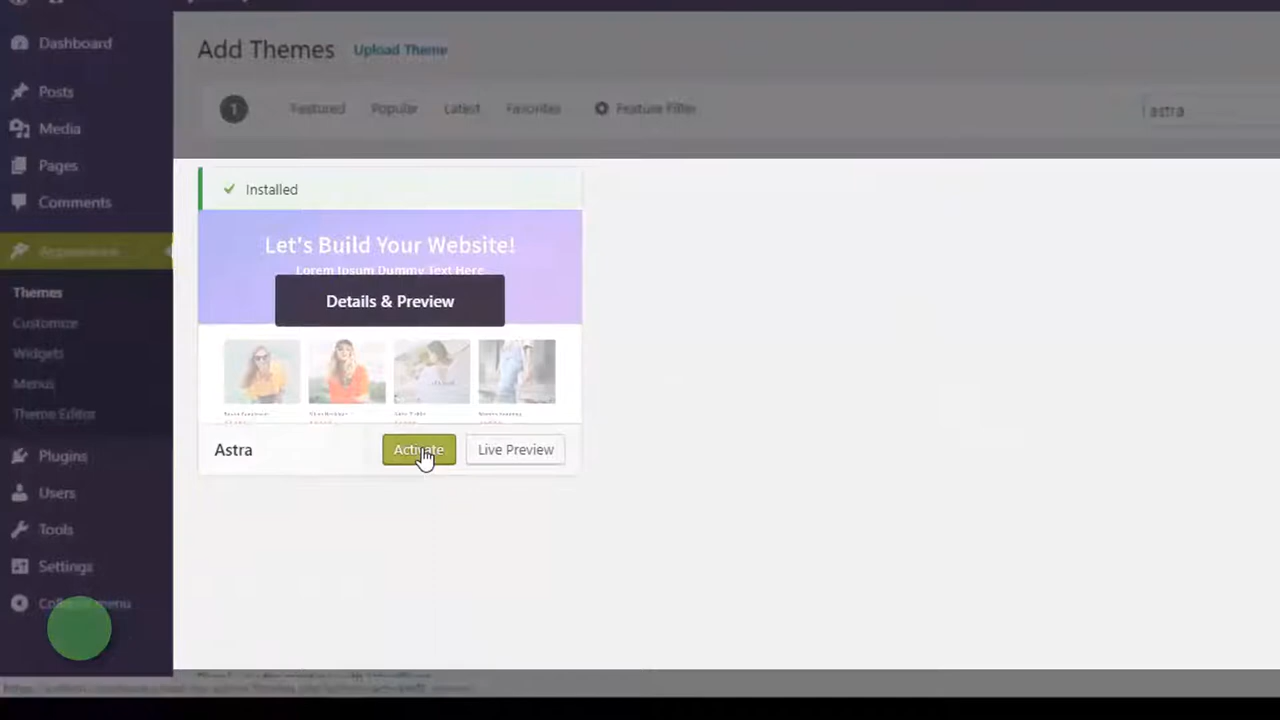 Dashboard
Posts
Media
Pages
Comments
Appearance
Themes
Customize
Widgets
Menus
Theme Editor
Plugins
Users
Tools
Settings
Add Themes
Upload Theme
1
Featured
Popular
Latest
Favorites
Feature Filter
astra
Installed
Let's Build Your Website!
Lorem Ipsum Dummy Text Here
Details & Preview
Astra
Activate
Live Preview